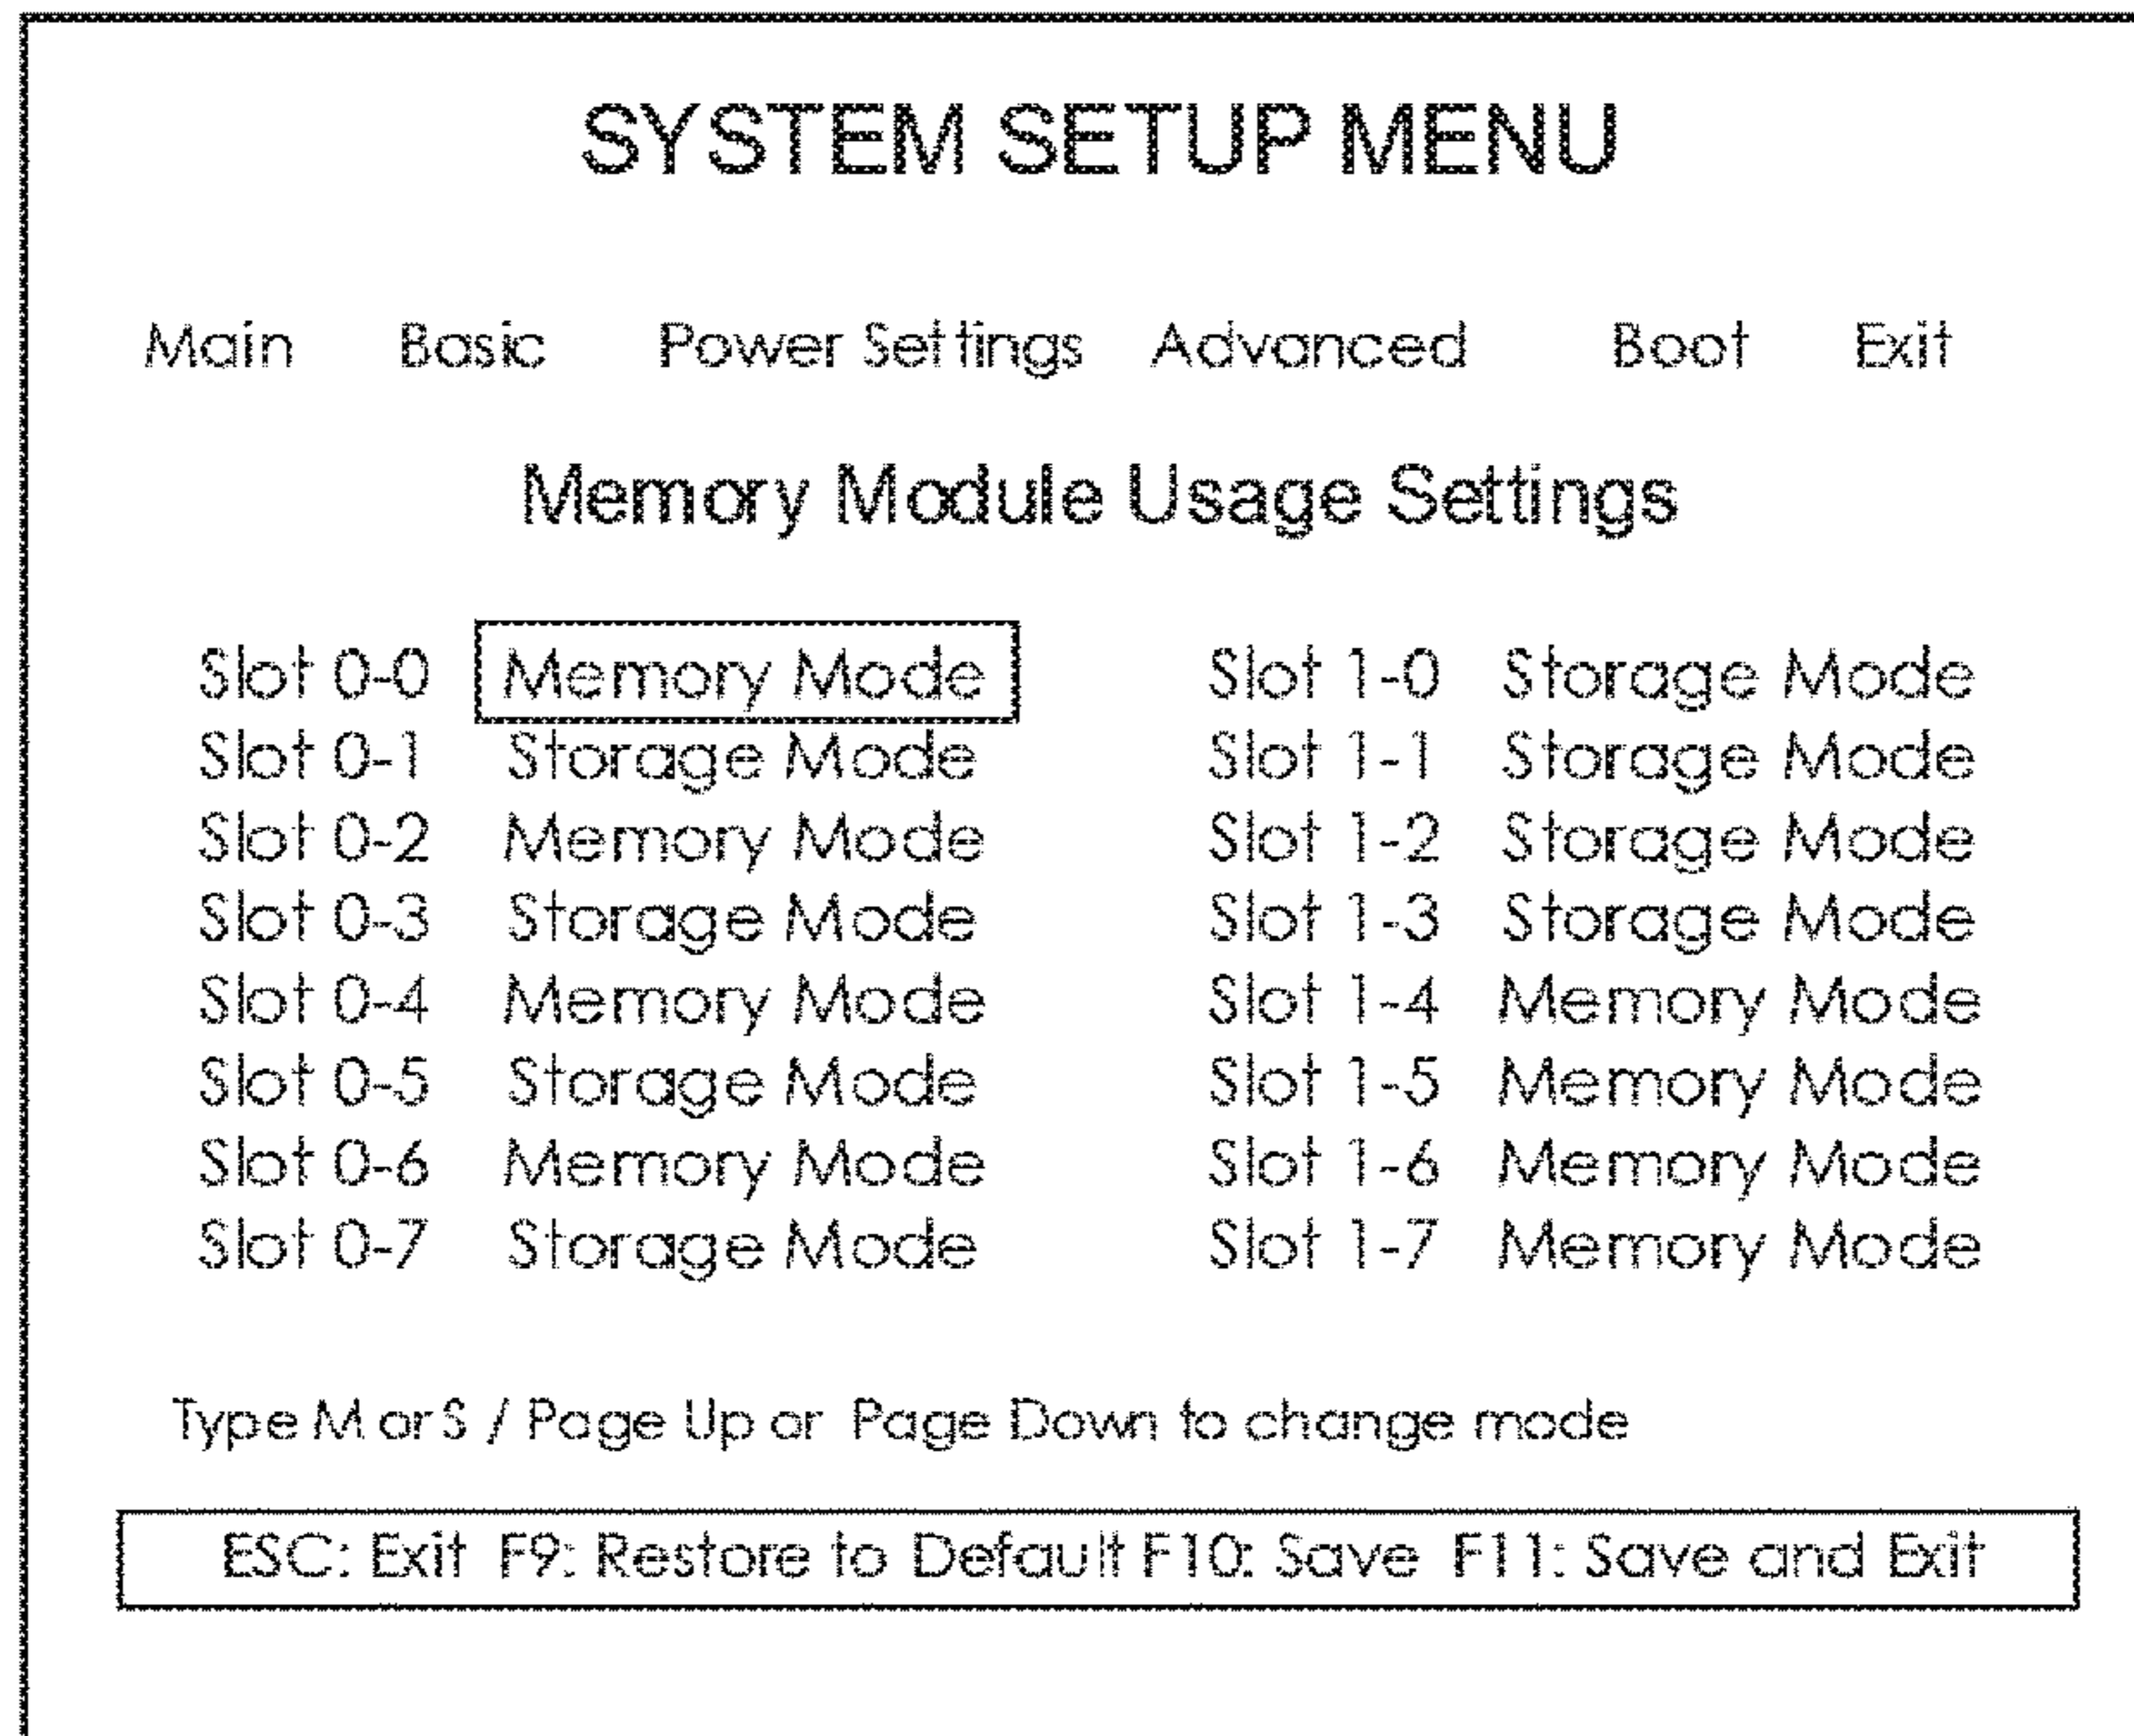 SYSTEM SETUP MENU
Main Basic Power Settings Advanced Boot Exit
Memory Module Usage Settings
Slot 0-0 Memory Mode Slot 1-0 Storage Mode
Slot 0-1 Storage Mode Slot 1-1 Storage Mode
Slot 0-2 Memory Mode Slot 1-2 Storage Mode
Slot 0-3 Storage Mode Slot 1-3 Storage Mode
Slot 0-4 Memory Mode Slot 1-4 Memory Mode
Slot 0-5 Storage Mode Slot 1-5 Memory Mode
Slot 0-6 Memory Mode Slot 1-6 Memory Mode
Slot 0-7 Storage Mode Slot 1-7 Memory Mode
Type M or S / Page Up or Page Down to change mode
ESC: Exit F9: Restore to Default F10: Save F11: Save and Exit